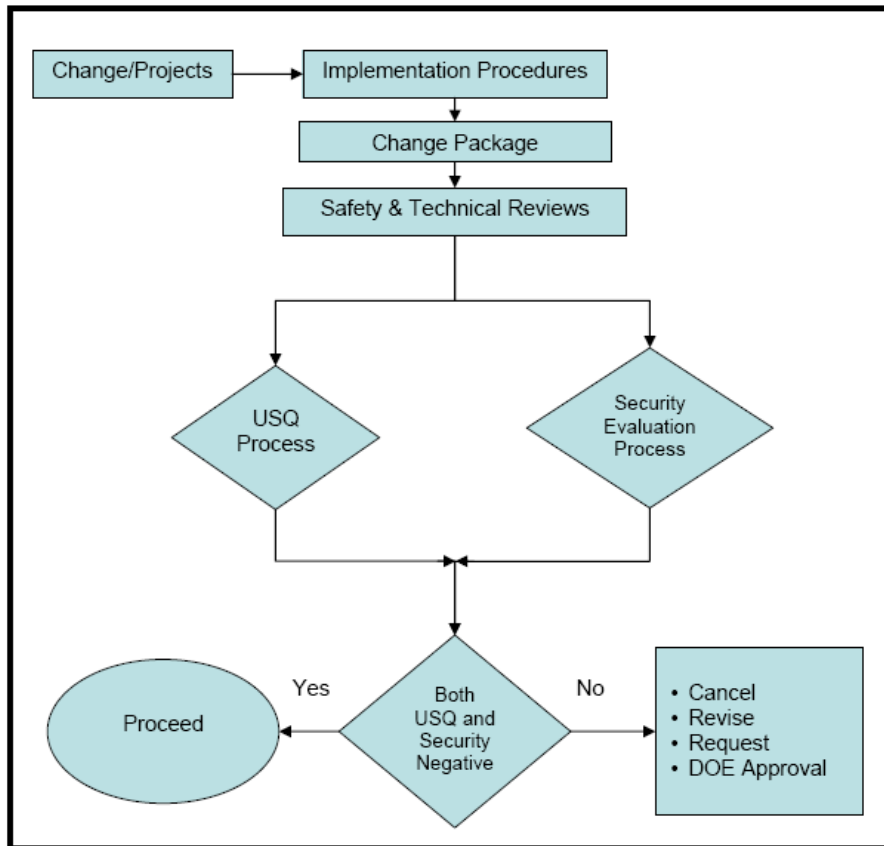 Change/Projects
Implementation Procedures
Change Package
Safety & Technical Reviews
USQ
Process
Security
Evaluation
Process
Yes
No
Proceed
Both
USQ and
Security
Negative
• Cancel
• Revise
• Request
• DOE Approval